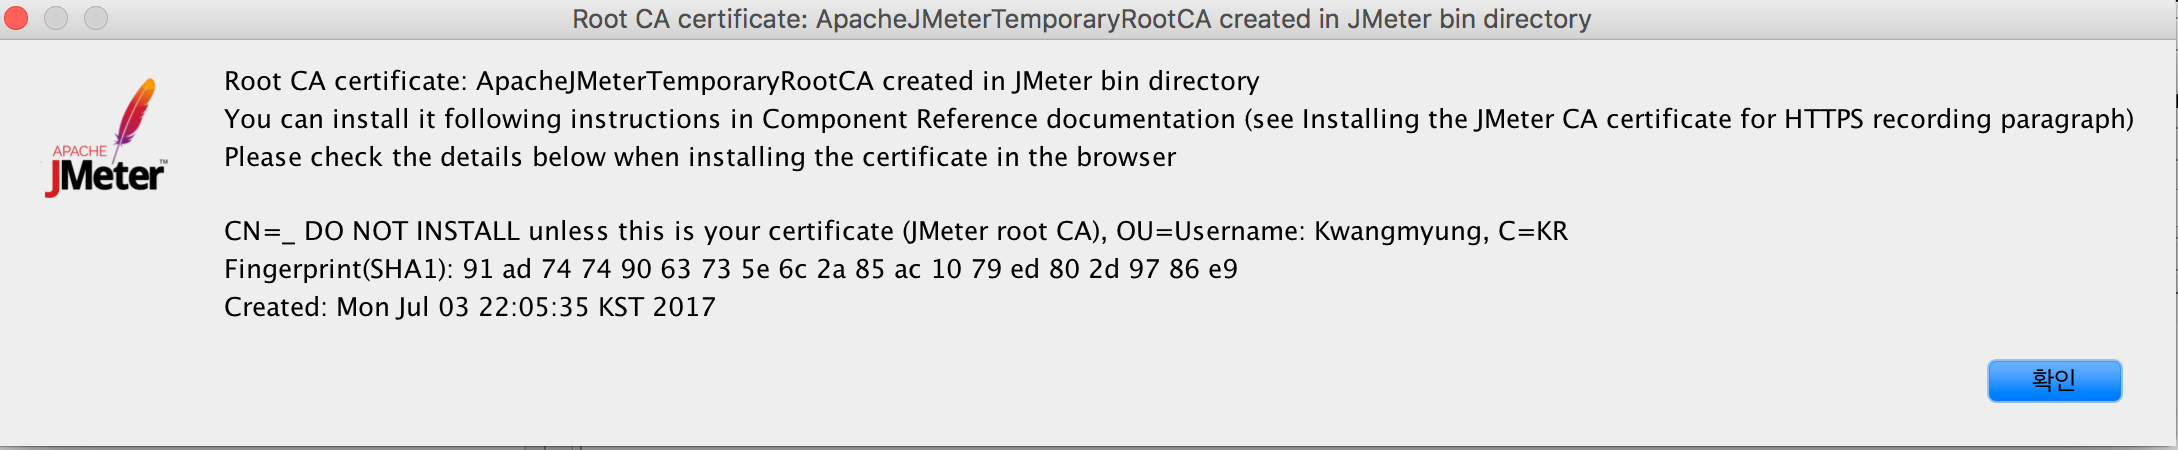 Root CA certificate: ApacheJMeterTemporaryRootCA created in JMeter bin directory
Root CA certificate: ApacheJMeterTemporaryRootCA created in JMeter bin directory
You can install it following instructions in Component Reference documentation (see Installing the JMeter CA certificate for HTTPS recording paragraph)
Please check the details below when installing the certificate in the browser
APACHE
JMeter™
CN=_ DO NOT INSTALL unless this is your certificate (JMeter root CA), OU=Username: Kwangmyung, C=KR
Fingerprint(SHA1): 91 ad 74 74 90 63 73 5e 6c 2a 85 ac 10 79 ed 80 2d 97 86 e9
Created: Mon Jul 03 22:05:35 KST 2017
확인